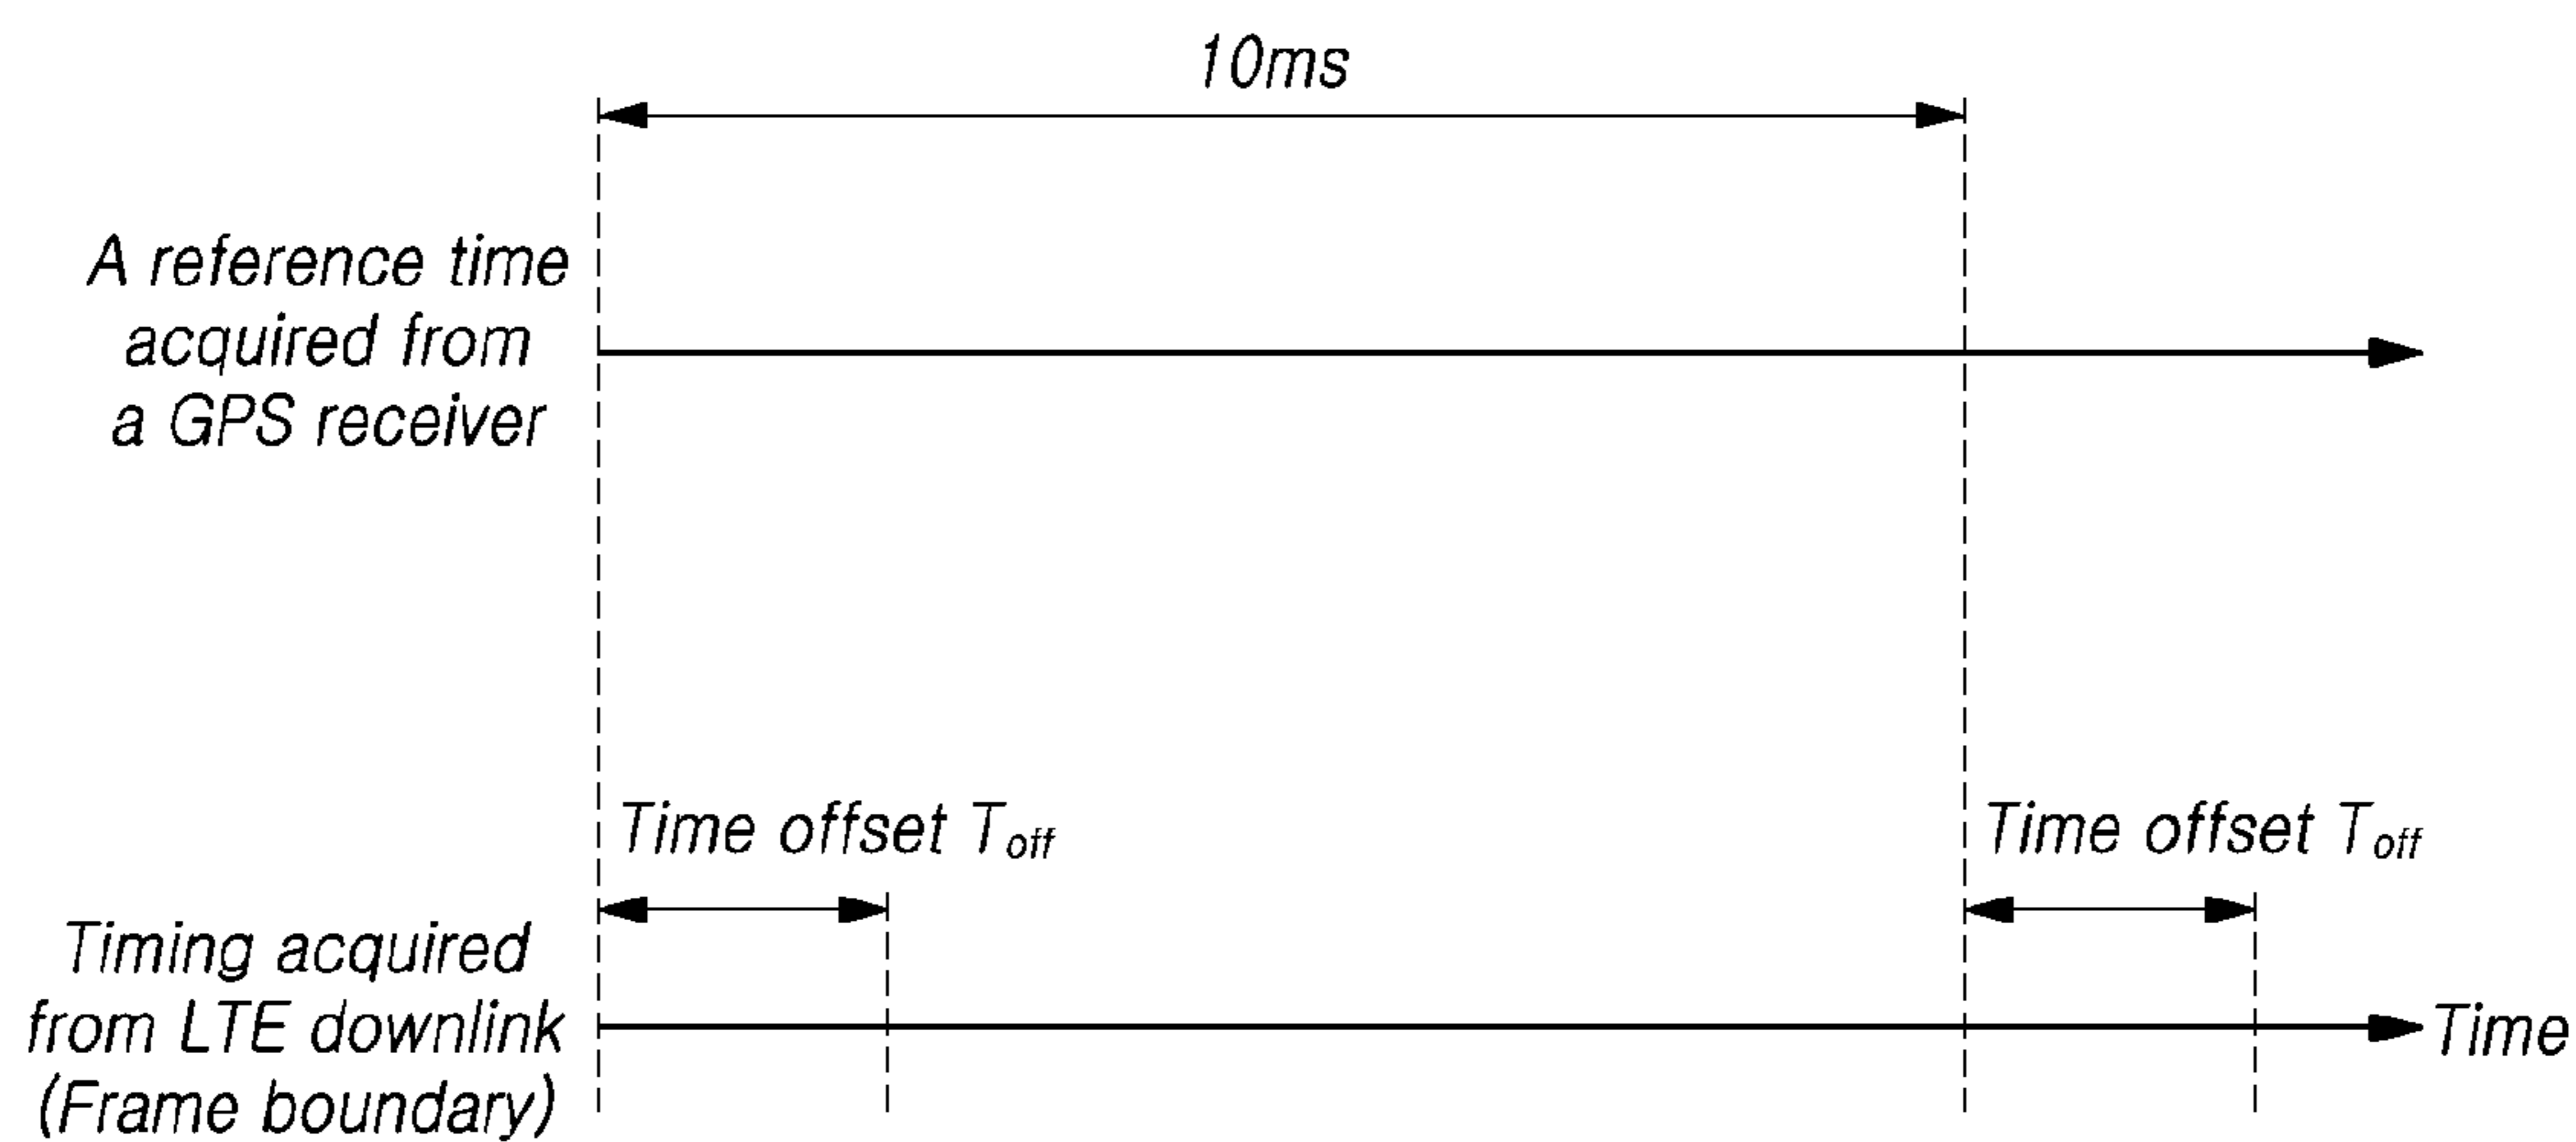 10ms
A reference time
acquired from
a GPS receiver
Time offset Toff
Time offset Toff
Timing acquired
from LTE downlink
(Frame boundary)
Time